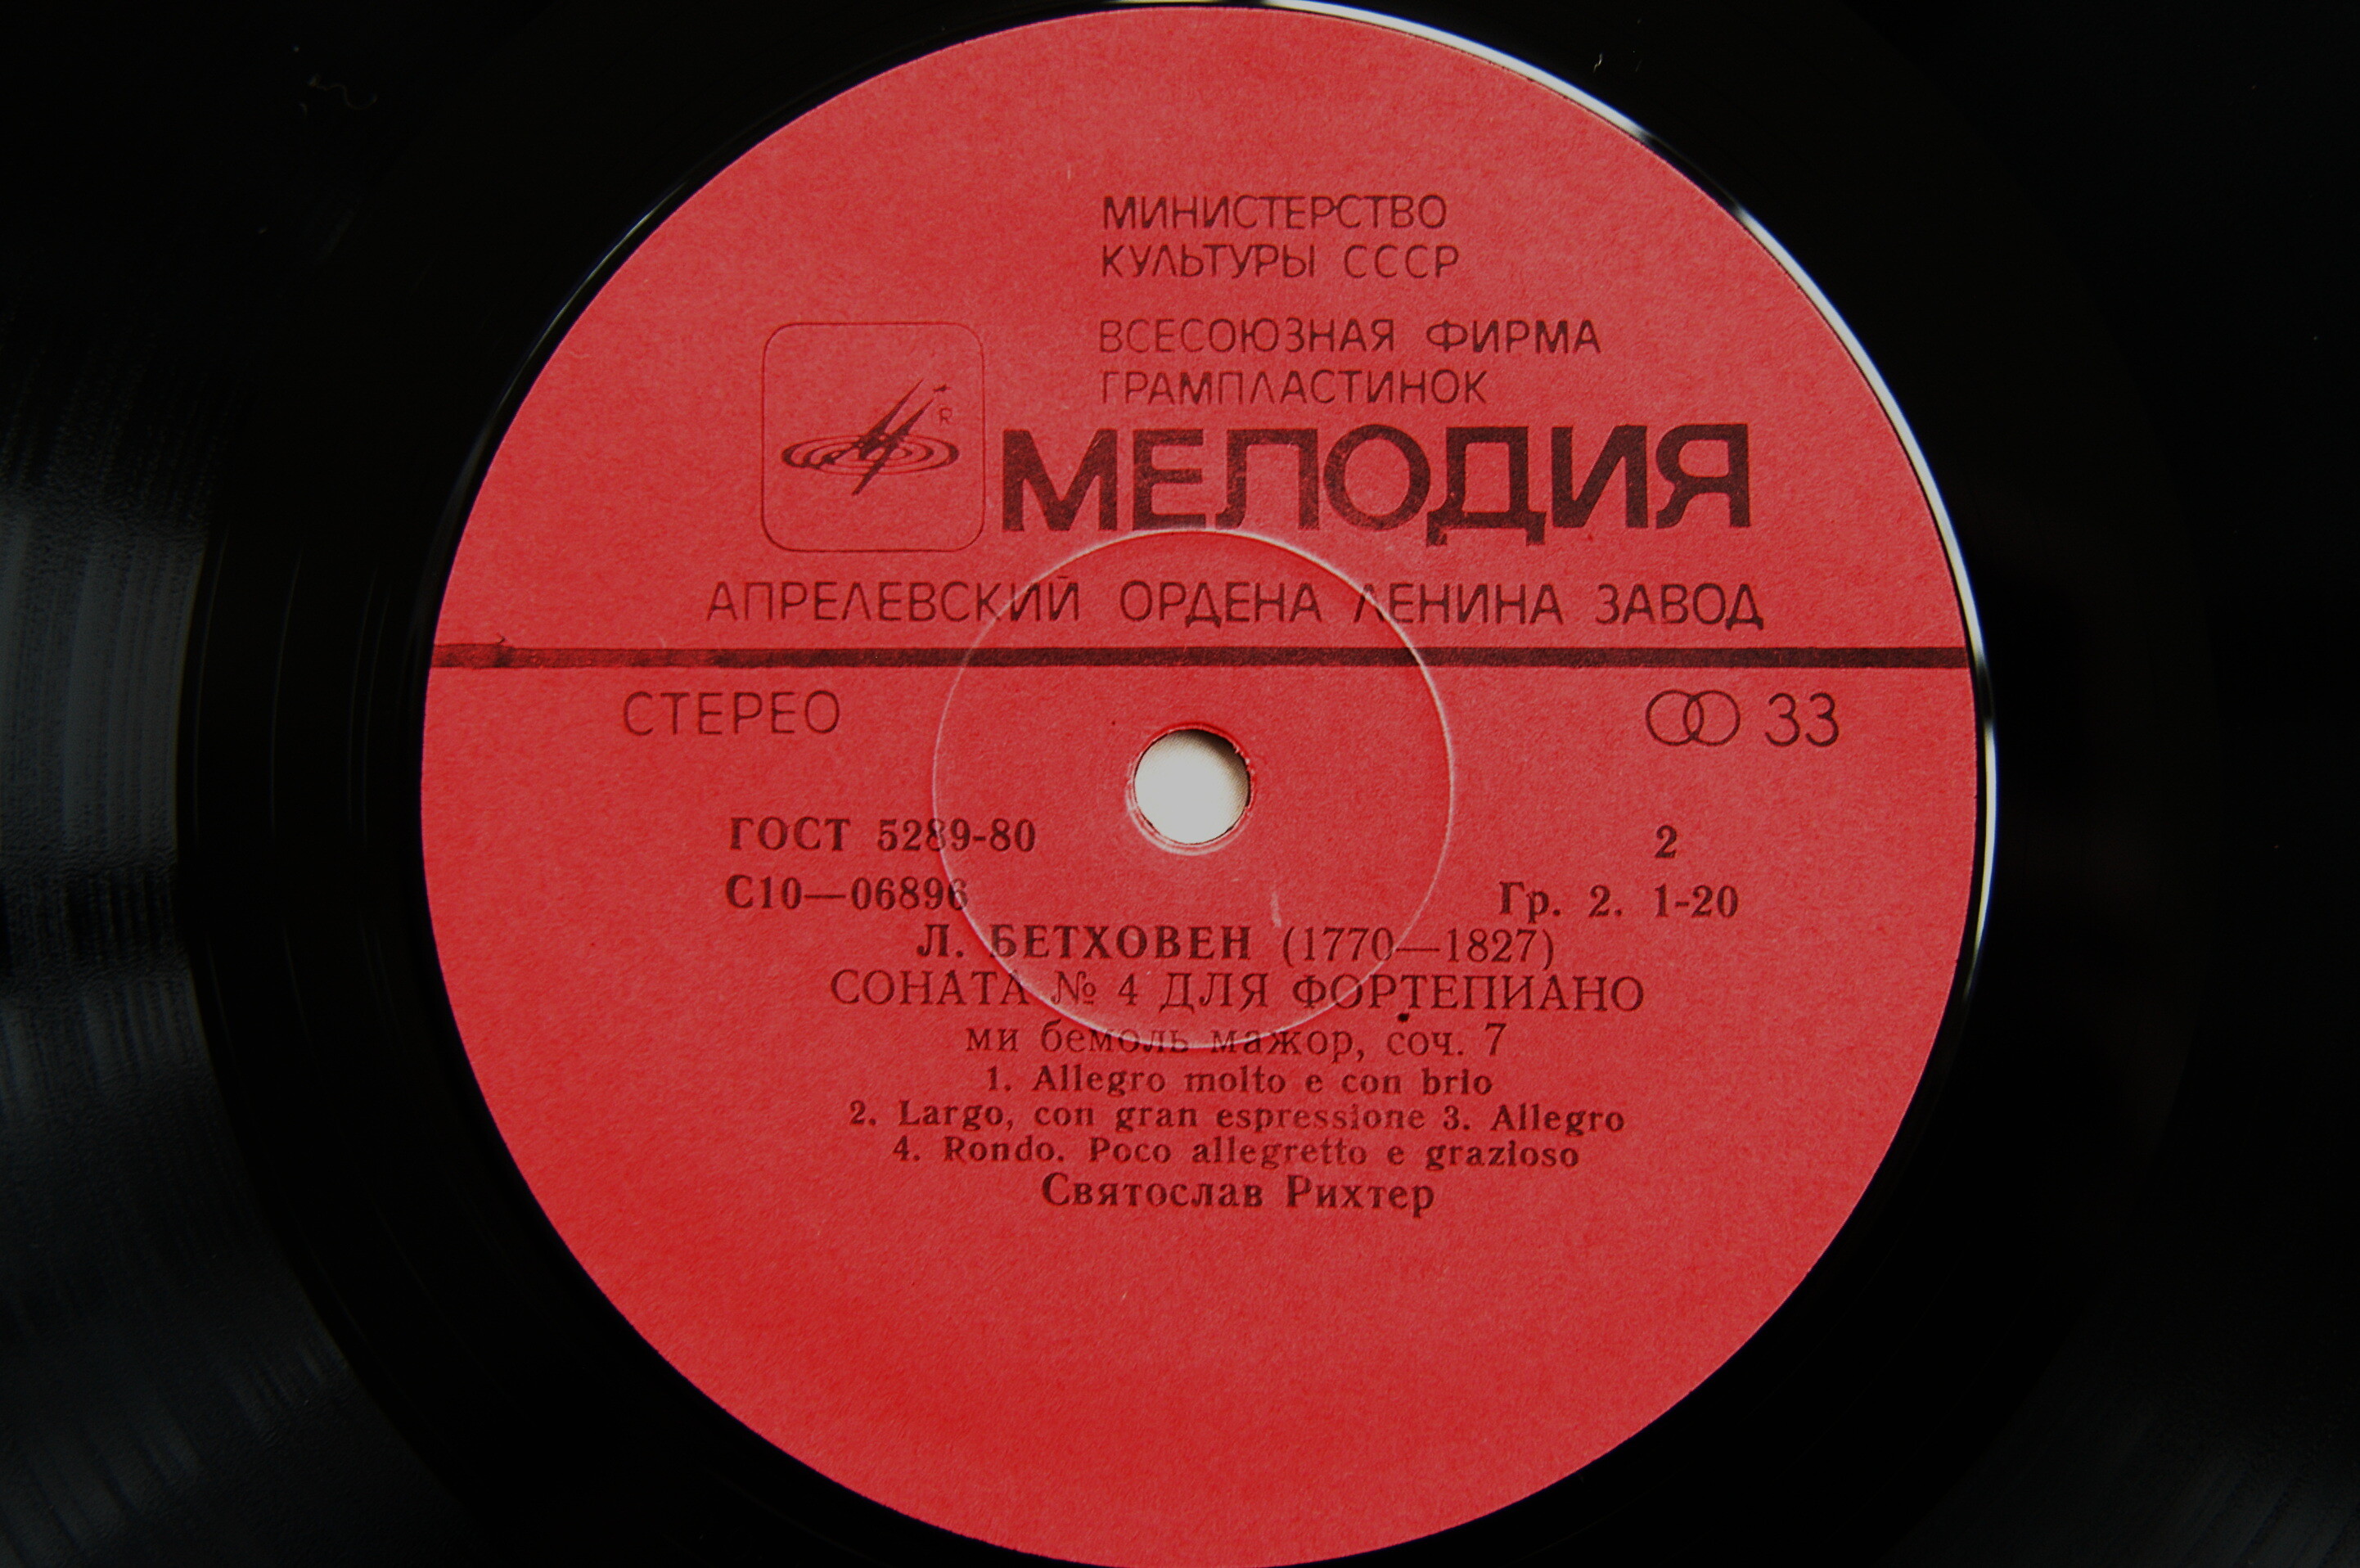 МИНИСТЕРСТВО
КУЛЬТУРЫ СССР
ВСЕСОЮЗНАЯ ФИРМА
ГРАМПЛАСТИНОК
R
МЕЛОДИЯ
АПРЕЛЕВСКИЙ ОРДЕНА ЛЕНИНА ЗАВОД
СТЕРЕО 33
ГОСТ 5289-80 2
С10—06896 Гр. 2. 1-20
Л. БЕТХОВЕН (1770—1827)
СОНАТА № 4 ДЛЯ ФОРТЕПИАНО
ми бемоль мажор, соч. 7
1. Allegro molto e con brio
2. Largo, con gran espressione 3. Allegro
4. Rondo. Poco allegretto e grazioso
Святослав Рихтер